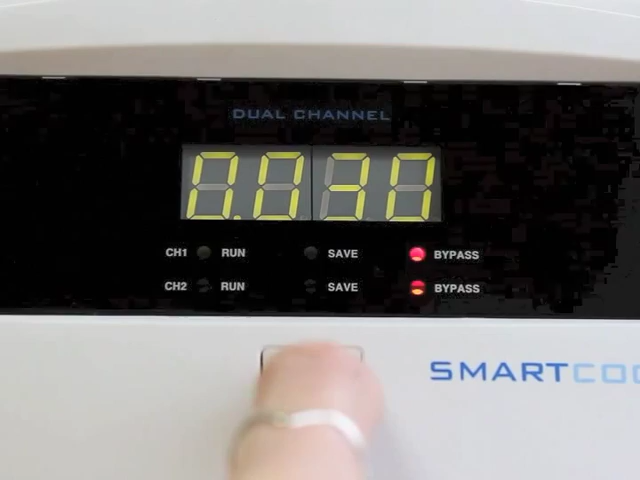 DUAL CHANNEL
0.030
CH1 RUN SAVE BYPASS
CH2 RUN SAVE BYPASS
SMARTCOO